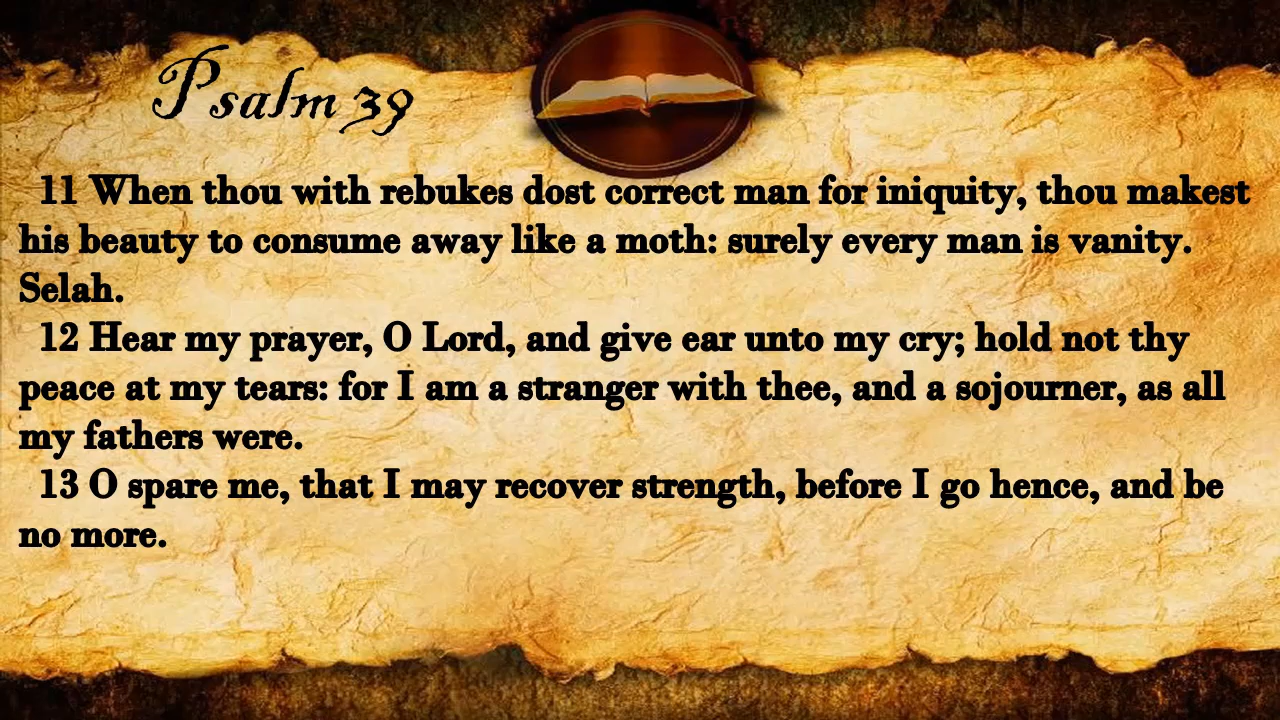 Psalm 39
11 When thou with rebukes dost correct man for iniquity, thou makest
his beauty to consume away like a moth: surely every man is vanity.
Selah.
12 Hear my prayer, O Lord, and give ear unto my cry; hold not thy
peace at my tears: for I am a stranger with thee, and a sojourner, as all
my fathers were.
13 O spare me, that I may recover strength, before I go hence, and be
no more.